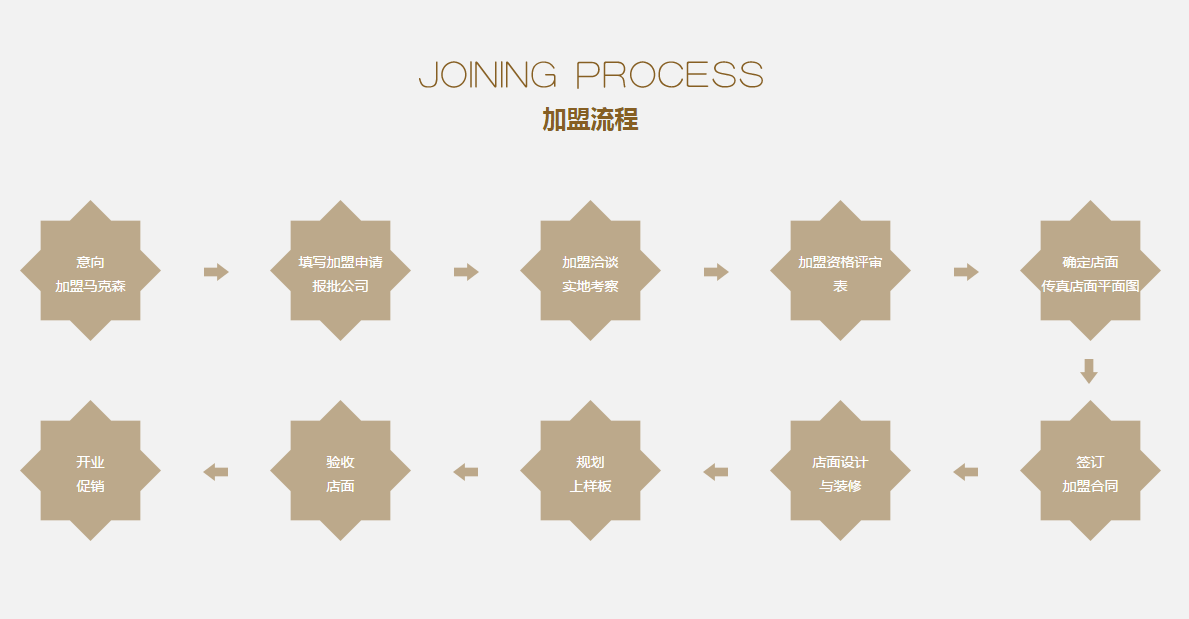 JOINING PROCESS
加盟流程
意向
加盟马克森
填写加盟申请
报批公司
加盟洽谈
实地考察
加盟资格评审
表
确定店面
传真店面平面图
签订
加盟合同
店面设计
与装修
规划
上样板
验收
店面
开业
促销